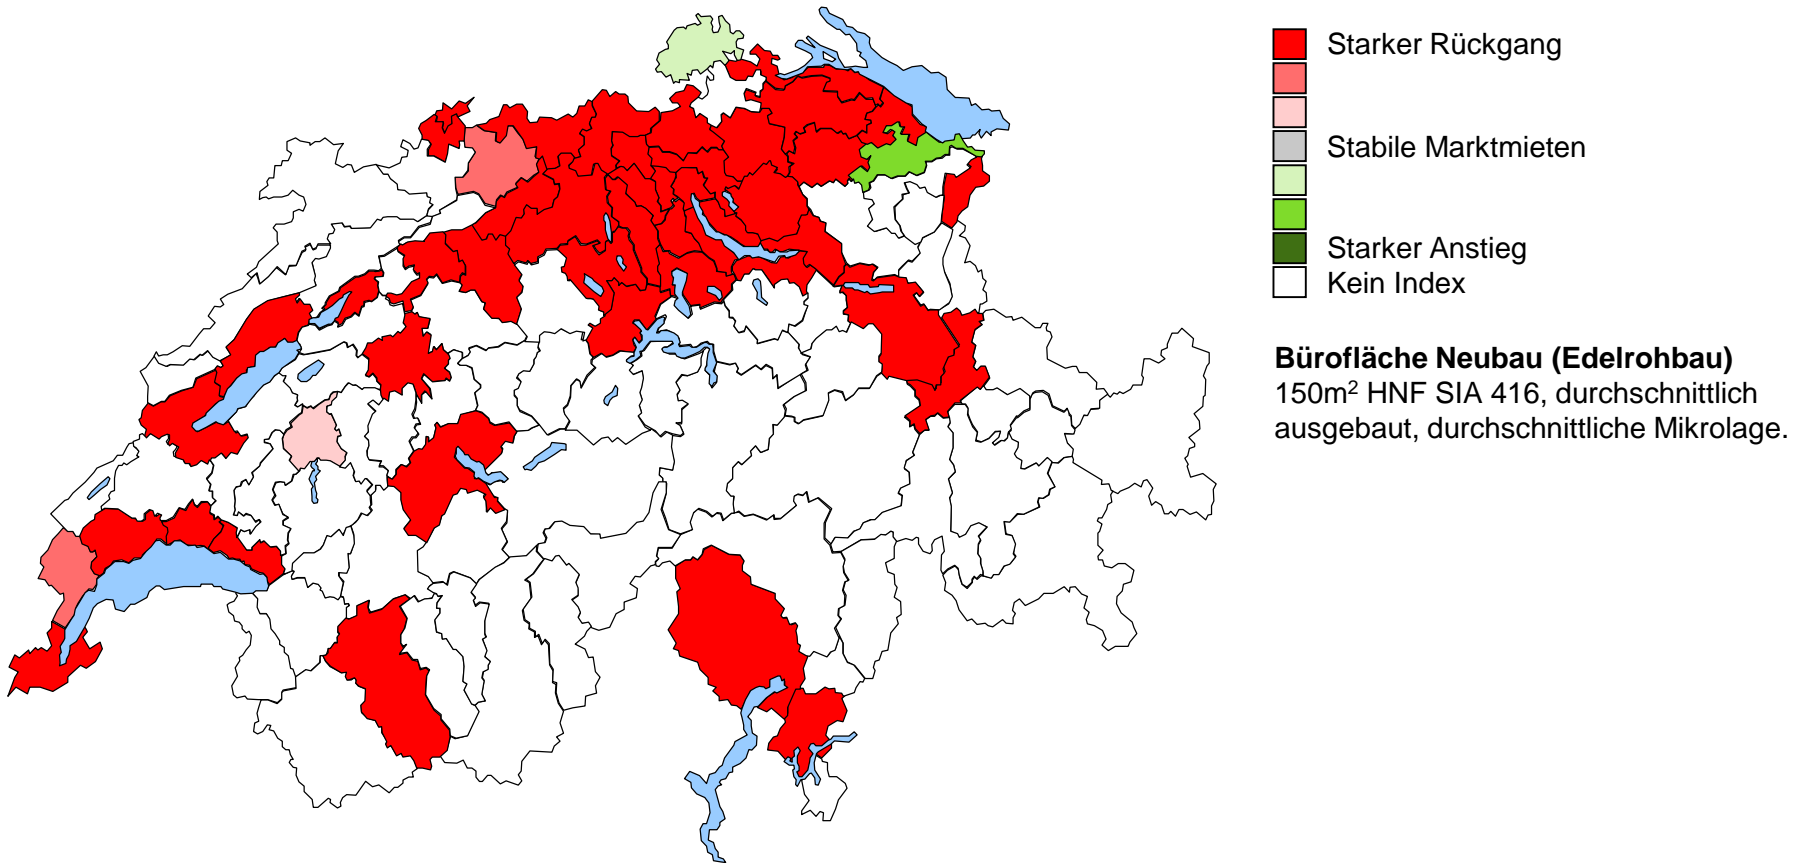 Starker Rückgang
Stabile Marktmieten
Starker Anstieg
Kein Index
Bürofläche Neubau (Edelrohbau)
150m² HNF SIA 416, durchschnittlich
ausgebaut, durchschnittliche Mikrolage.